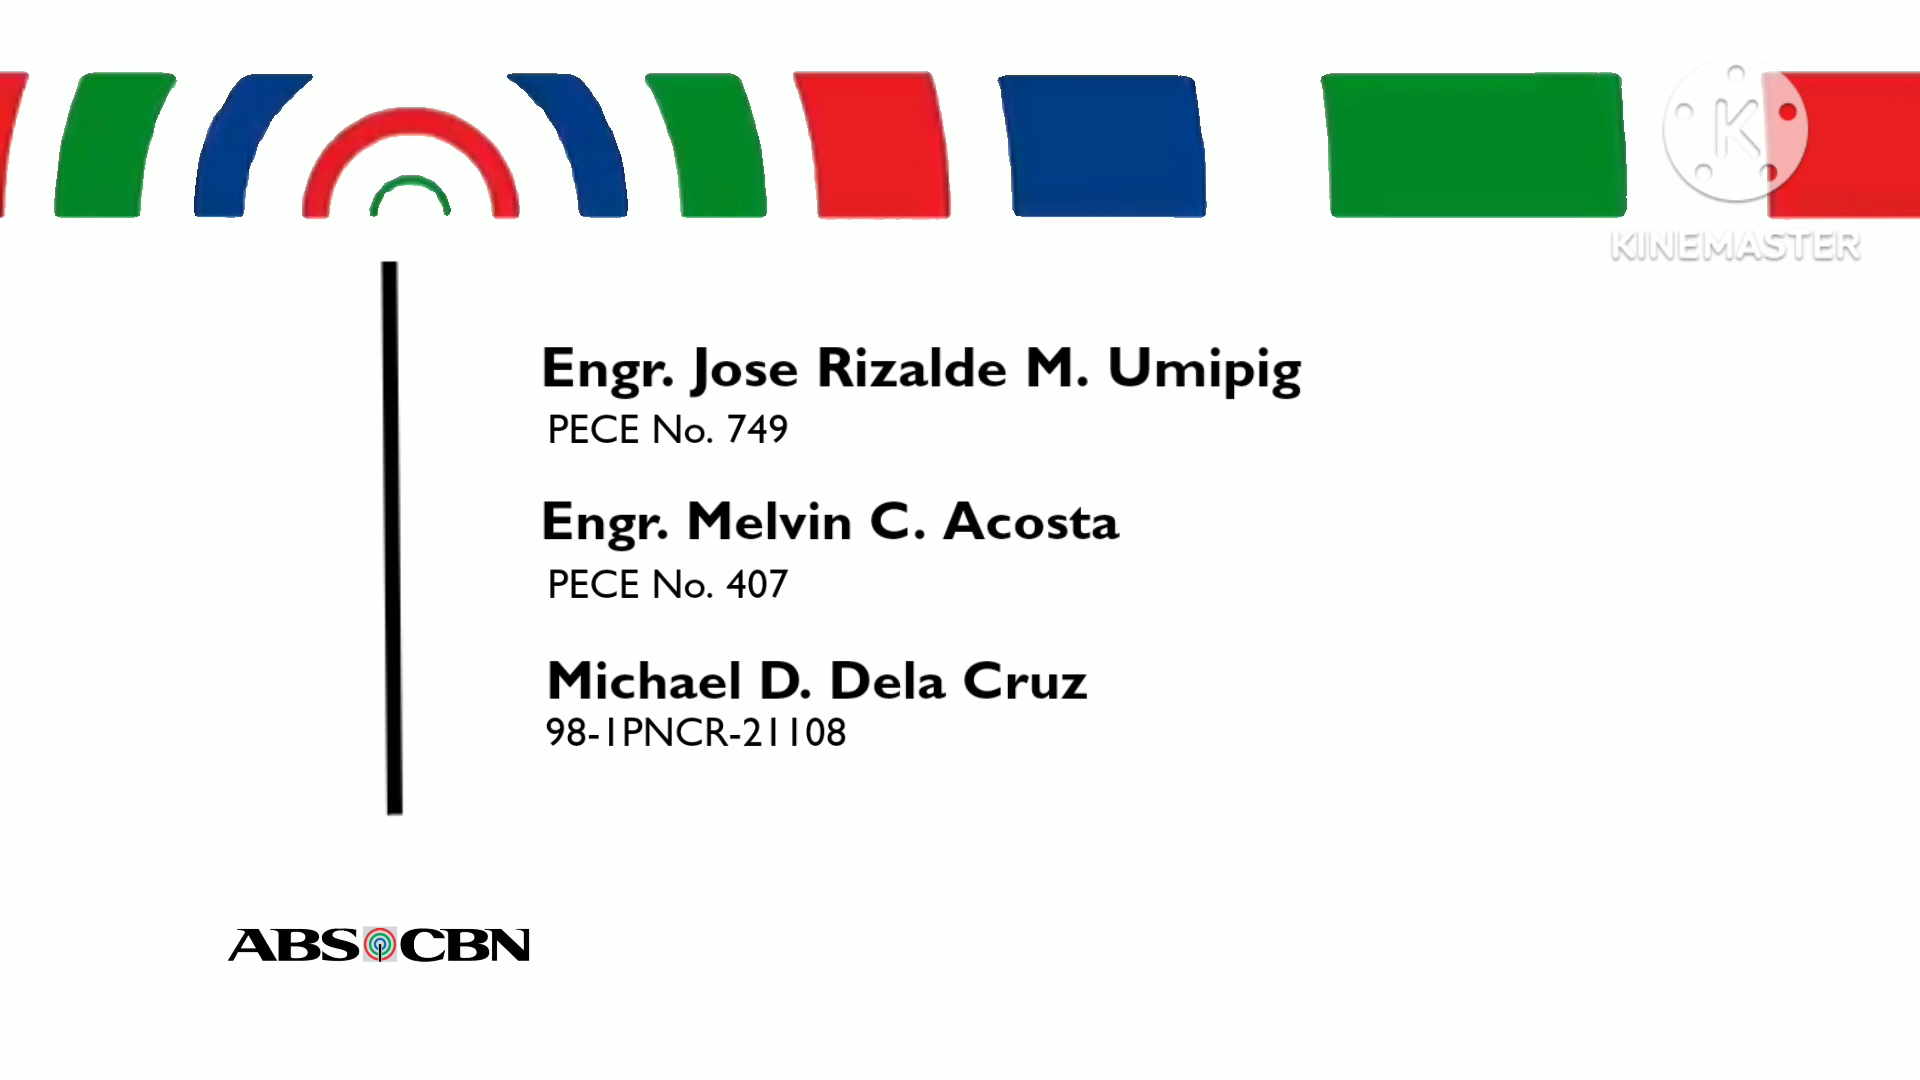 K
KINEMASTER
Engr. Jose Rizalde M. Umipig
PECE No. 749
Engr. Melvin C. Acosta
PECE No. 407
Michael D. Dela Cruz
98-1PNCR-21108
ABS CBN